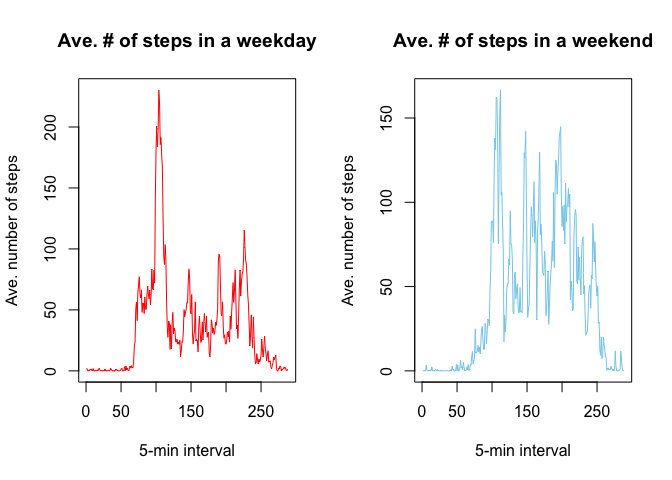 Ave. # of steps in a weekday
Ave. number of steps
0
50
100
150
200
0
50
150
250
5-min interval
Ave. # of steps in a weekend
Ave. number of steps
0
50
100
150
0
50
150
250
5-min interval